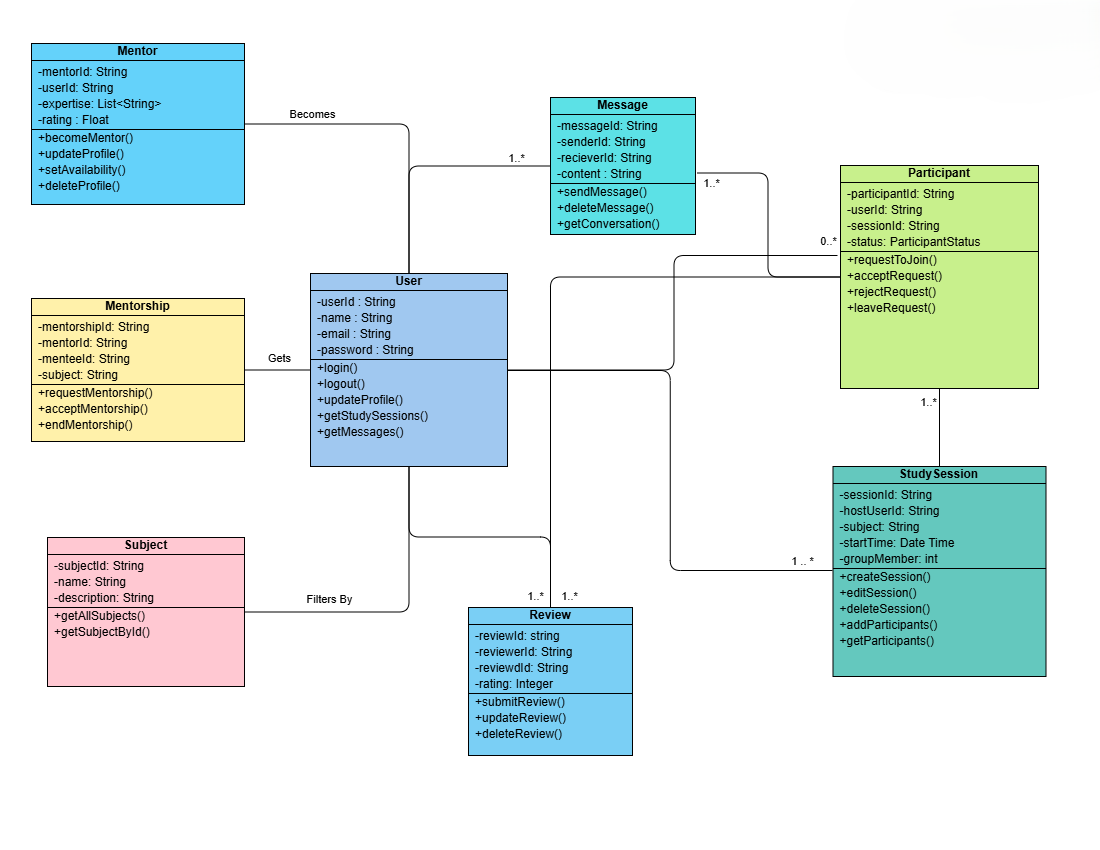 Mentor
-mentorId: String
-userId: String
-expertise: List<String>
-rating : Float
+becomeMentor()
+updateProfile()
+setAvailability()
+deleteProfile()
Becomes
1..*
Message
-messageId: String
-senderId: String
-recieverId: String
-content : String
+sendMessage()
+deleteMessage()
+getConversation()
1..*
Participant
-participantId: String
-userId: String
-sessionId: String
-status: ParticipantStatus
+requestToJoin()
+acceptRequest()
+rejectRequest()
+leaveRequest()
0..*
1..*
Mentorship
-mentorshipId: String
-mentorId: String
-menteeId: String
-subject: String
+requestMentorship()
+acceptMentorship()
+endMentorship()
Gets
User
-userId : String
-name : String
-email : String
-password : String
+login()
+logout()
+updateProfile()
+getStudySessions()
+getMessages()
StudySession
-sessionId: String
-hostUserId: String
-subject: String
-startTime: Date Time
-groupMember: int
+createSession()
+editSession()
+deleteSession()
+addParticipants()
+getParticipants()
1 .. *
Subject
-subjectId: String
-name: String
-description: String
+getAllSubjects()
+getSubjectById()
Filters By
1..*
1..*
Review
-reviewId: string
-reviewerId: String
-reviewdId: String
-rating: Integer
+submitReview()
+updateReview()
+deleteReview()